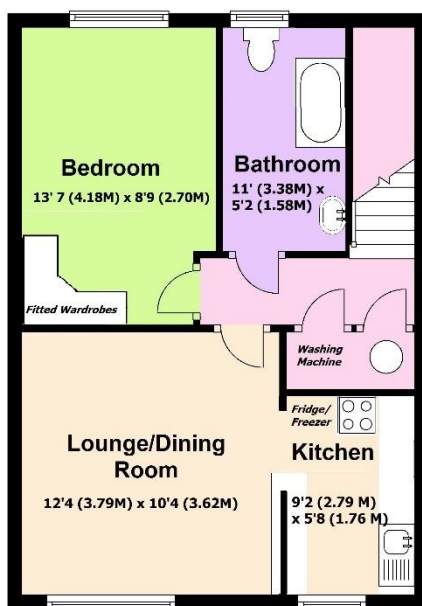 Bedroom
13' 7 (4.18M) x 8'9 (2.70M)
Fitted Wardrobes
Bathroom
11' (3.38M) x
5'2 (1.58M)
Washing
Machine
Lounge/Dining
Room
12'4 (3.79M) x 10'4 (3.62M)
Fridge/
Freezer
Kitchen
9'2 (2.79 M)
x 5'8 (1.76 M)